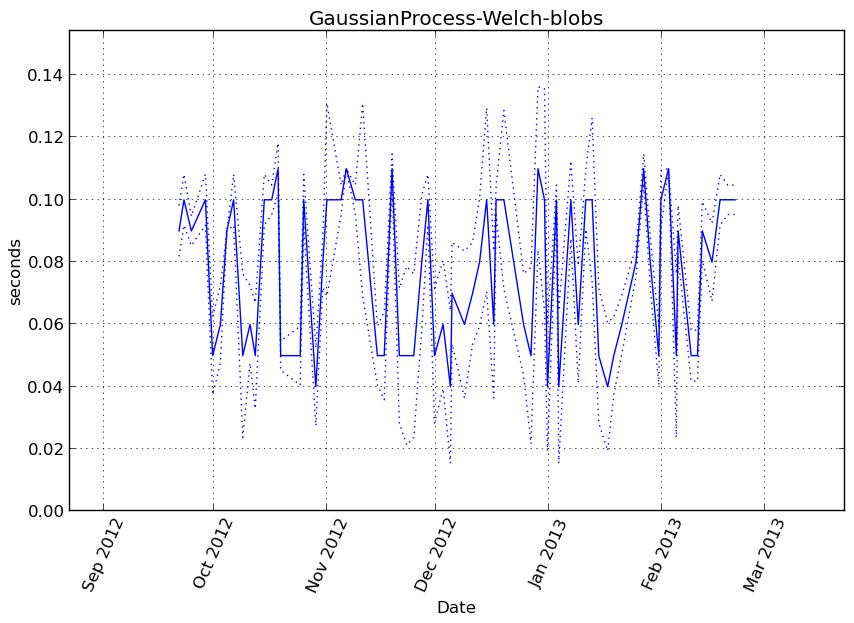 GaussianProcess-Welch-blobs
seconds
0.14
0.12
0.10
0.08
0.06
0.04
0.02
0.00
Sep 2012
Oct 2012
Nov 2012
Dec 2012
Jan 2013
Feb 2013
Mar 2013
Date